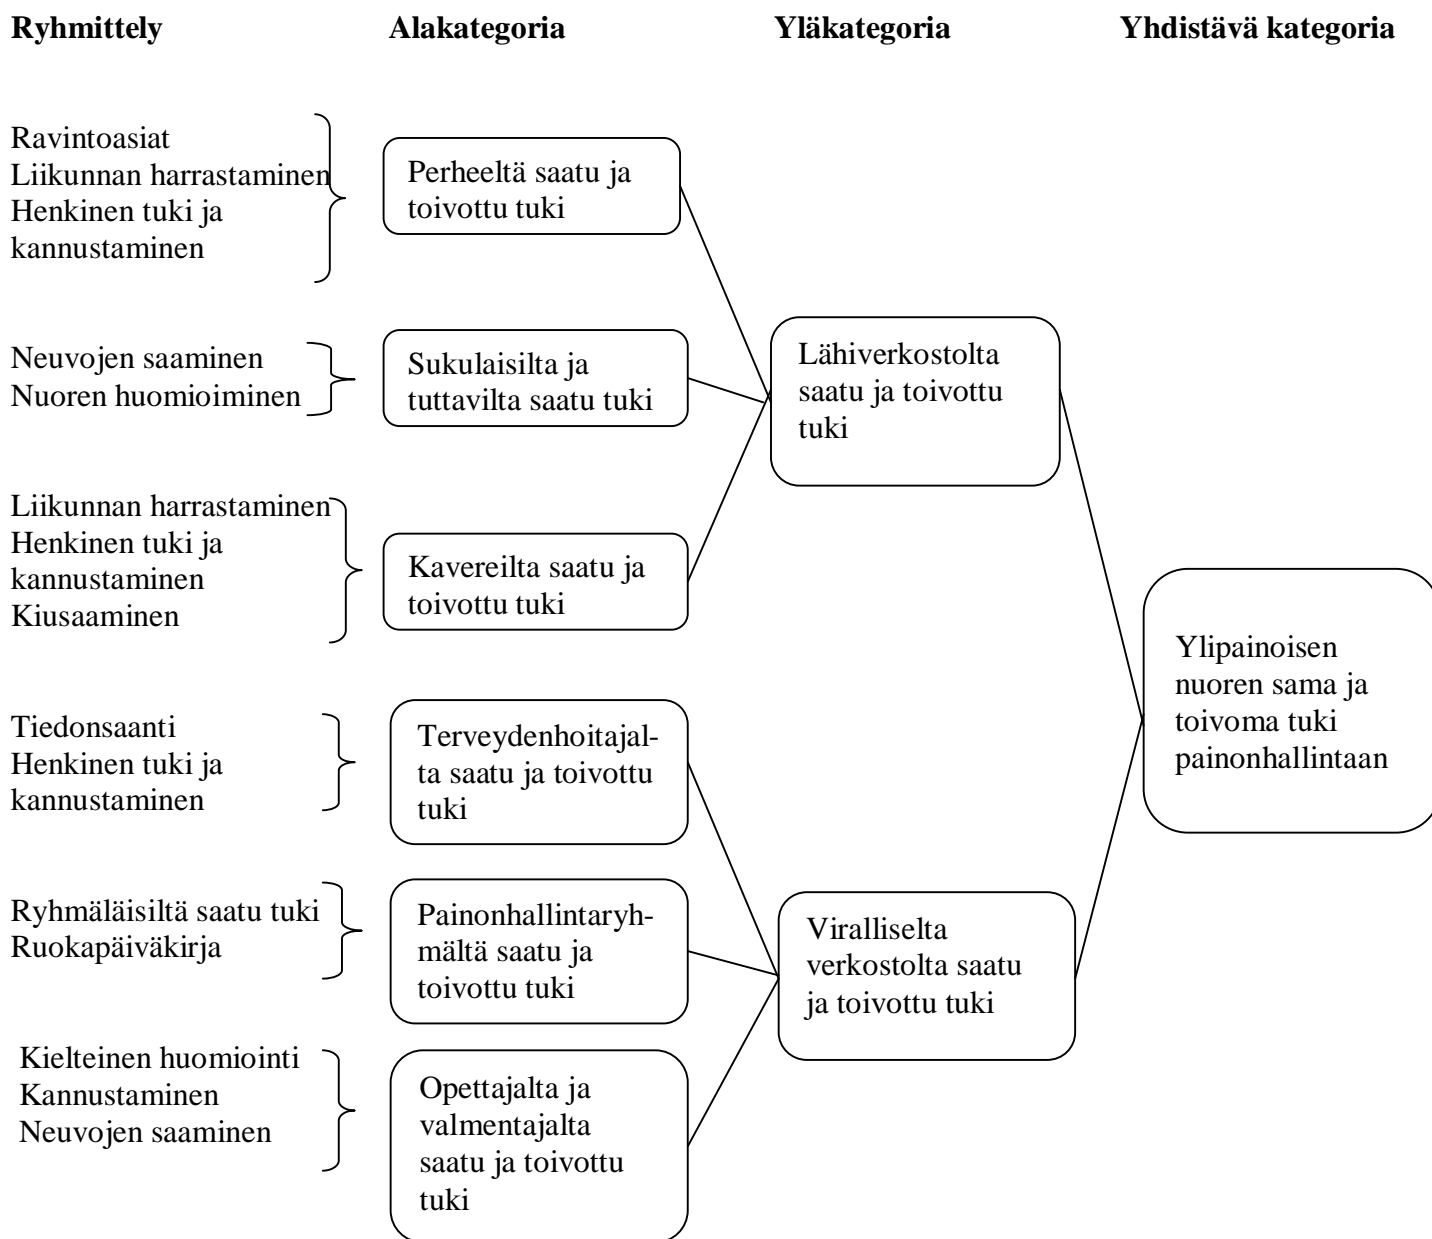 Ryhmittely
Alakategoria
Yläkategoria
Yhdistävä kategoria
Ravintoasiat
Liikunnan harrastaminen
Henkinen tuki ja
kannustaminen
Perheeltä saatu ja
toivottu tuki
Neuvojen saaminen
Nuoren huomioiminen
Sukulaisilta ja
tuttavilta saatu tuki
Lähiverkostolta
saatu ja toivottu
tuki
Liikunnan harrastaminen
Henkinen tuki ja
kannustaminen
Kiusaaminen
Kavereilta saatu ja
toivottu tuki
Ylipainoisen
nuoren sama ja
toivoma tuki
painonhallintaan
Tiedonsaanti
Henkinen tuki ja
kannustaminen
Terveydenhoitajal-
ta saatu ja toivottu
tuki
Ryhmäläisiltä saatu tuki
Ruokapäiväkirja
Painonhallintaryh-
mältä saatu ja
toivottu tuki
Viralliselta
verkostolta saatu
ja toivottu tuki
Kielteinen huomiointi
Kannustaminen
Neuvojen saaminen
Opettajalta ja
valmentajalta
saatu ja toivottu
tuki